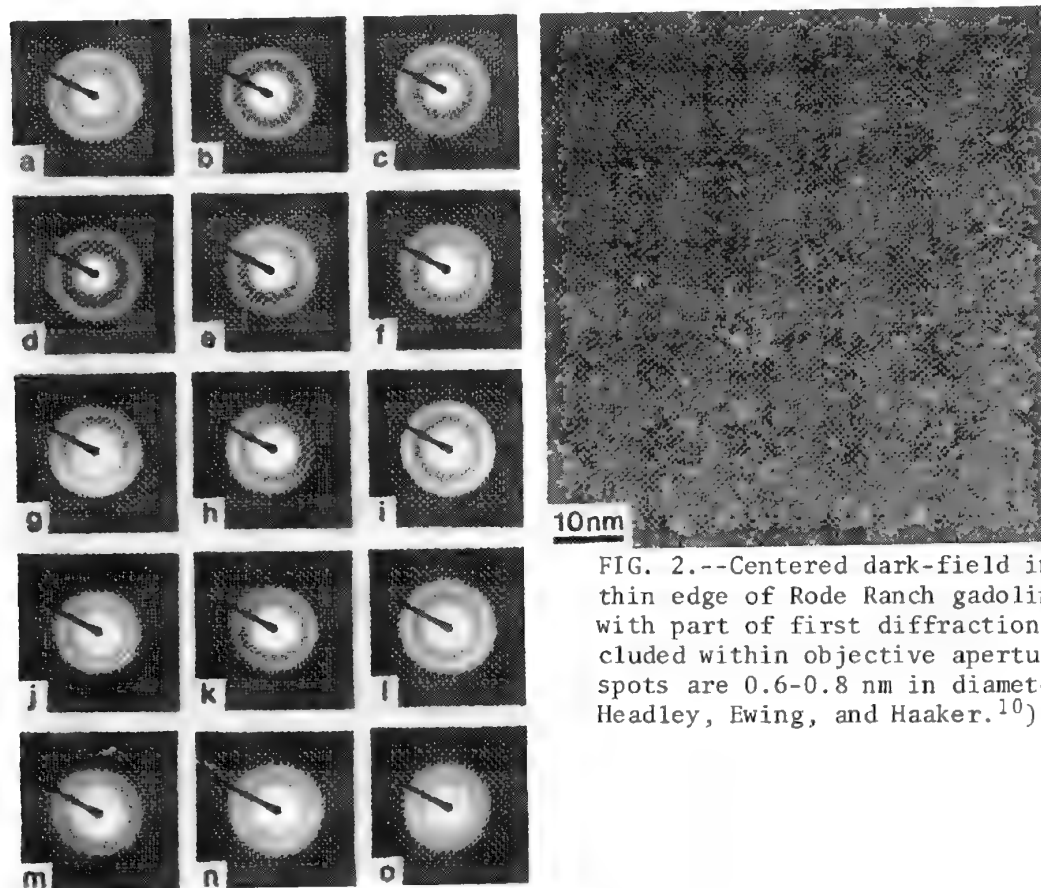 a b c
d e f
g h i
j k l
m n o
10nm
FIG. 2.--Centered dark-field
thin edge of Rode Ranch gadoli
with part of first diffraction
cluded within objective apertu
spots are 0.6-0.8 nm in diamet
Headley, Ewing, and Haaker.10)